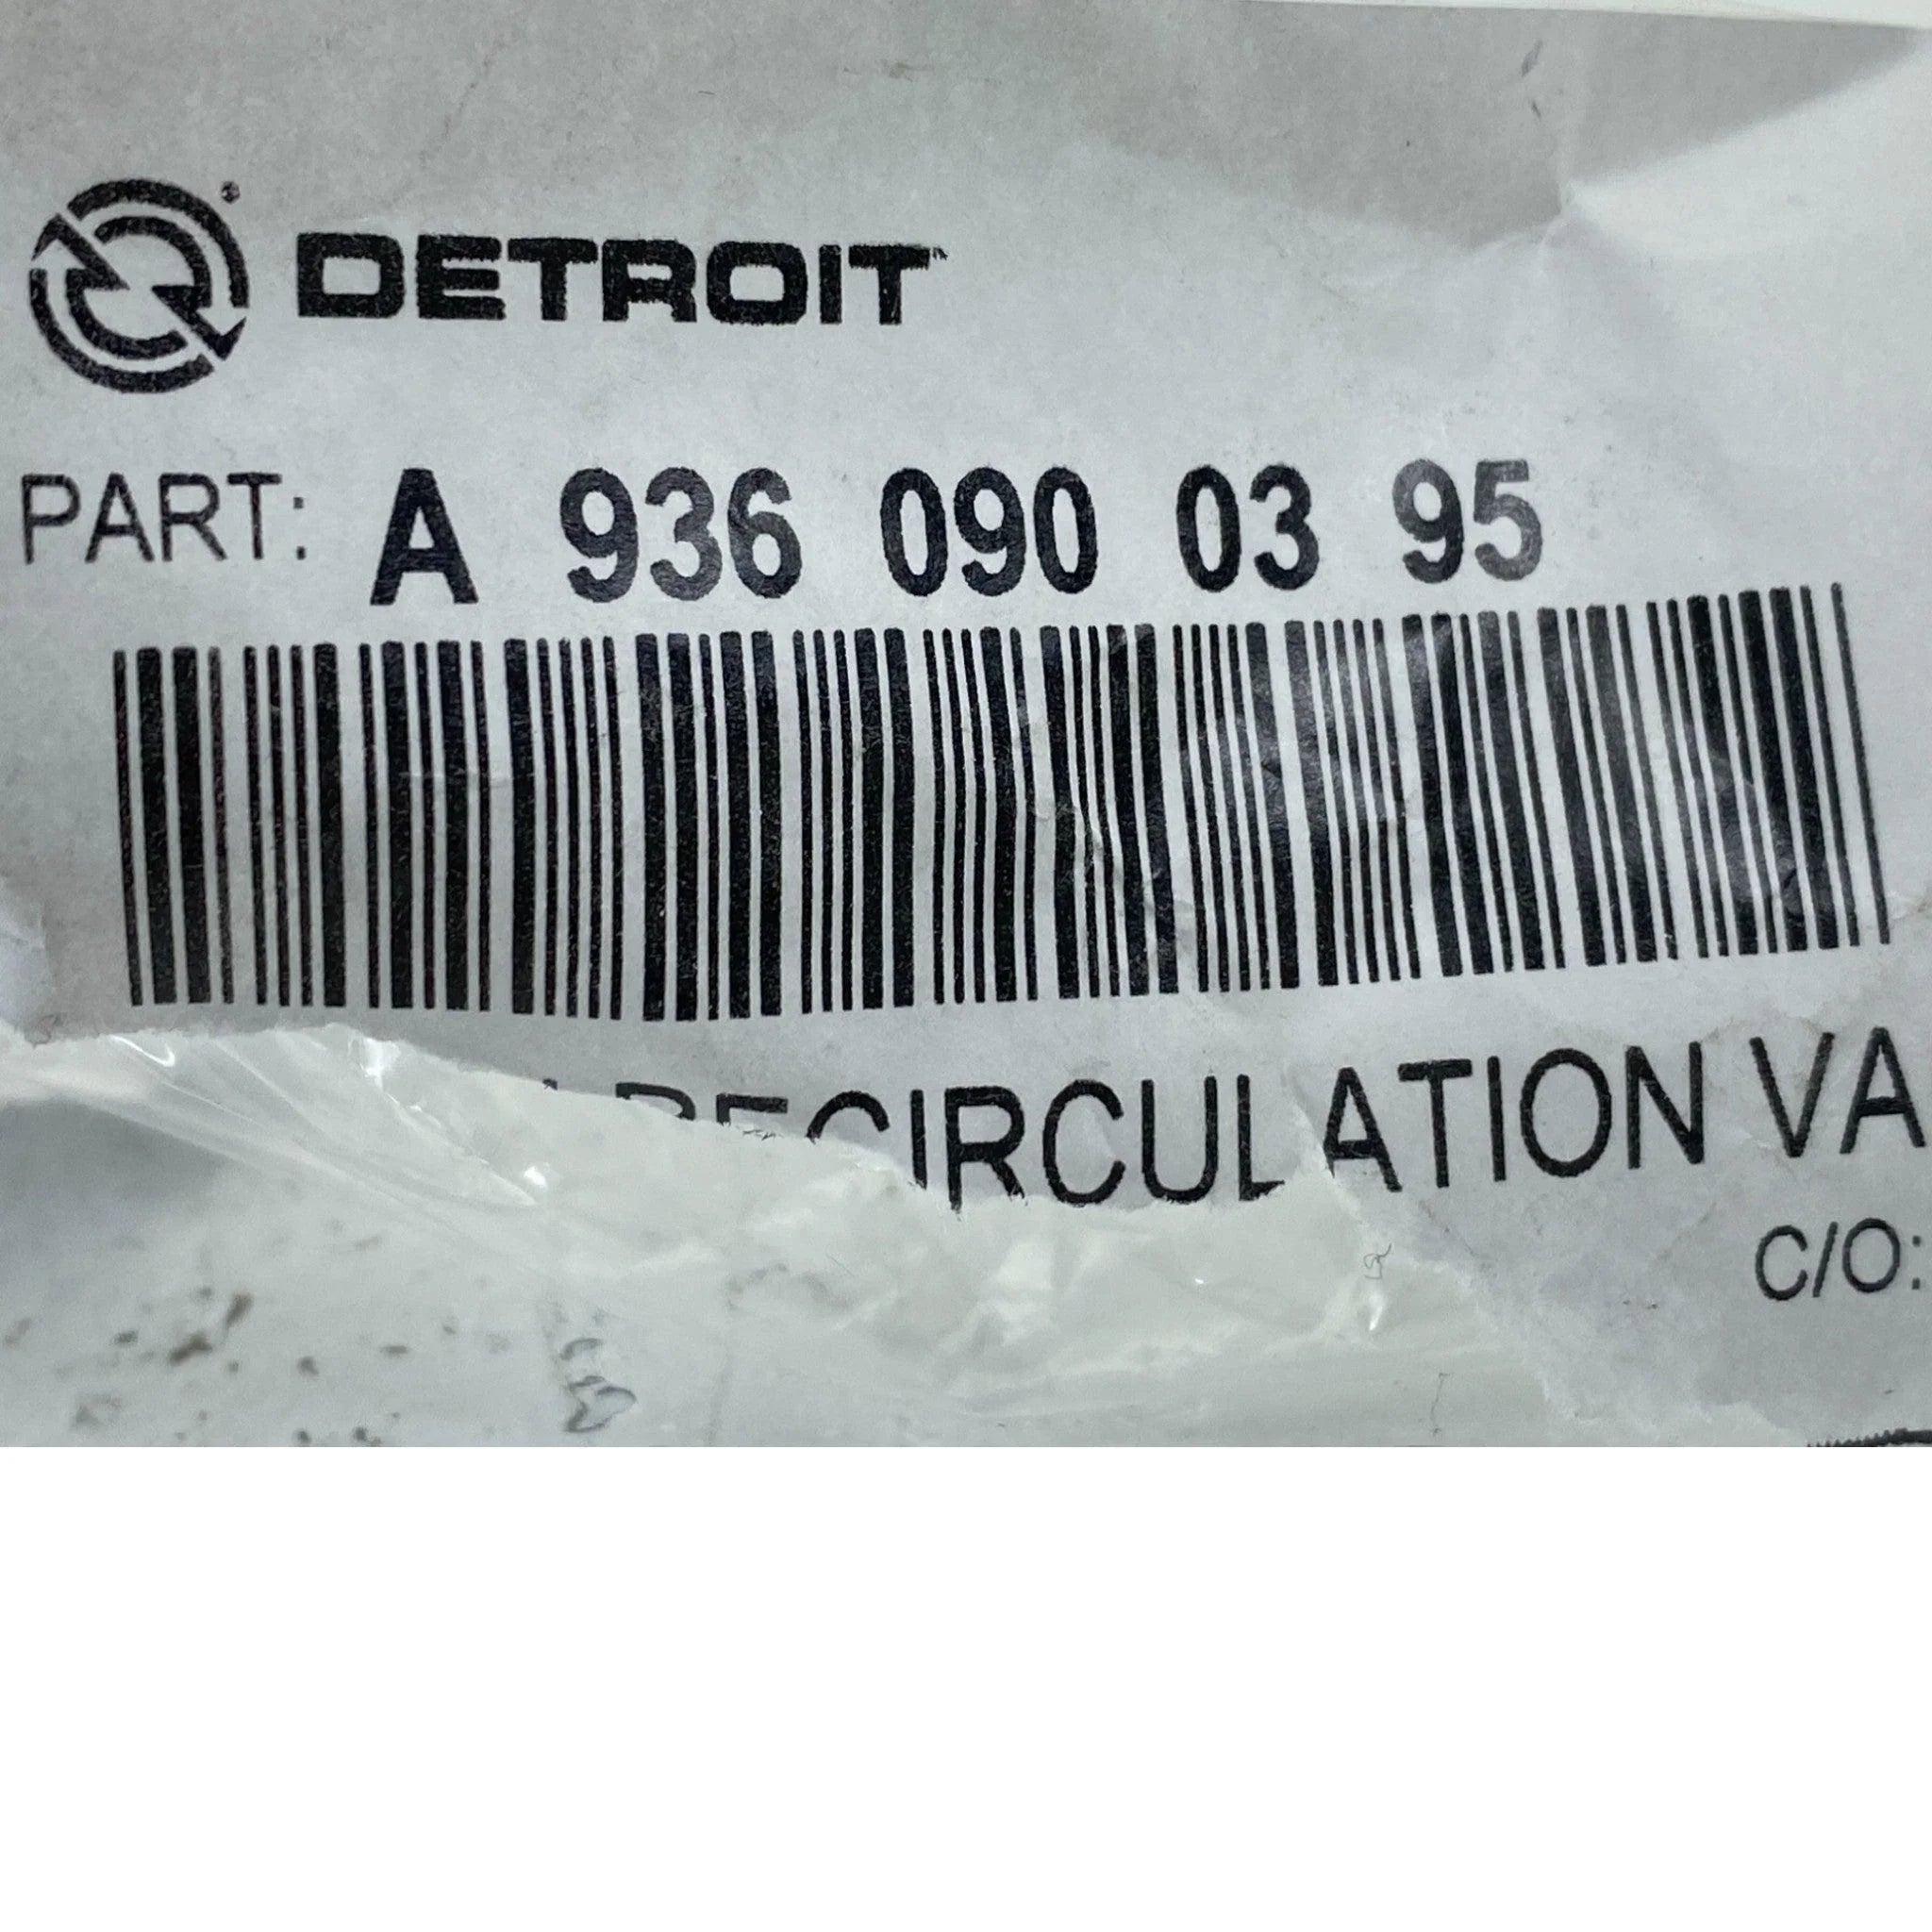 DETROIT
PART: A 936 090 03 95
RECIRCULATION VA
C/O: